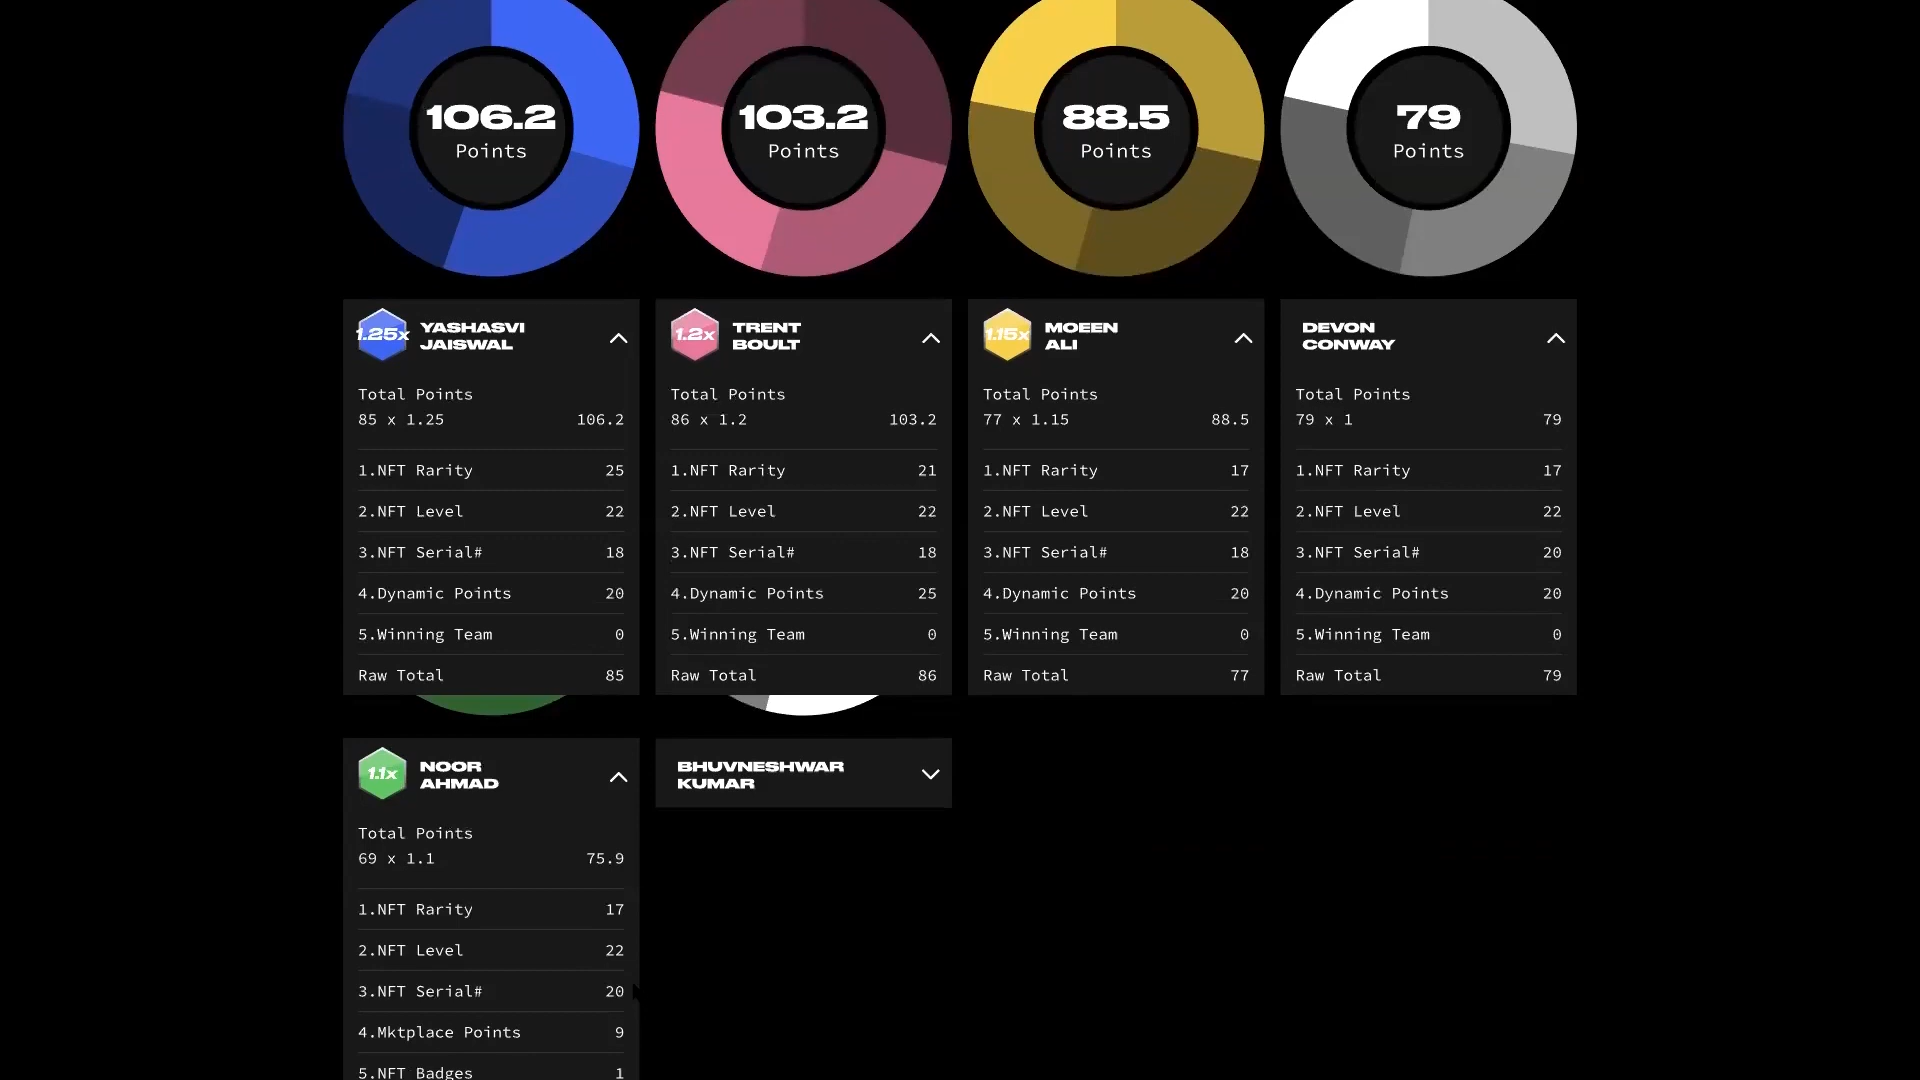 106.2
Points
103.2
Points
88.5
Points
79
Points
1.25x
YASHASVI
JAISWAL
Total Points
85 x 1.25 106.2
1.NFT Rarity 25
2.NFT Level 22
3.NFT Serial# 18
4.Dynamic Points 20
5.Winning Team 0
Raw Total 85
1.2x
TRENT
BOULT
Total Points
86 x 1.2 103.2
1.NFT Rarity 21
2.NFT Level 22
3.NFT Serial# 18
4.Dynamic Points 25
5.Winning Team 0
Raw Total 86
1.15x
MOEEN
ALI
Total Points
77 x 1.15 88.5
1.NFT Rarity 17
2.NFT Level 22
3.NFT Serial# 18
4.Dynamic Points 20
5.Winning Team 0
Raw Total 77
DEVON
CONWAY
Total Points
79 x 1 79
1.NFT Rarity 17
2.NFT Level 22
3.NFT Serial# 20
4.Dynamic Points 20
5.Winning Team 0
Raw Total 79
1.1x
NOOR
AHMAD
Total Points
69 x 1.1 75.9
1.NFT Rarity 17
2.NFT Level 22
3.NFT Serial# 20
4.Mktplace Points 9
5.NFT Badges 1
BHUVNESHWAR
KUMAR